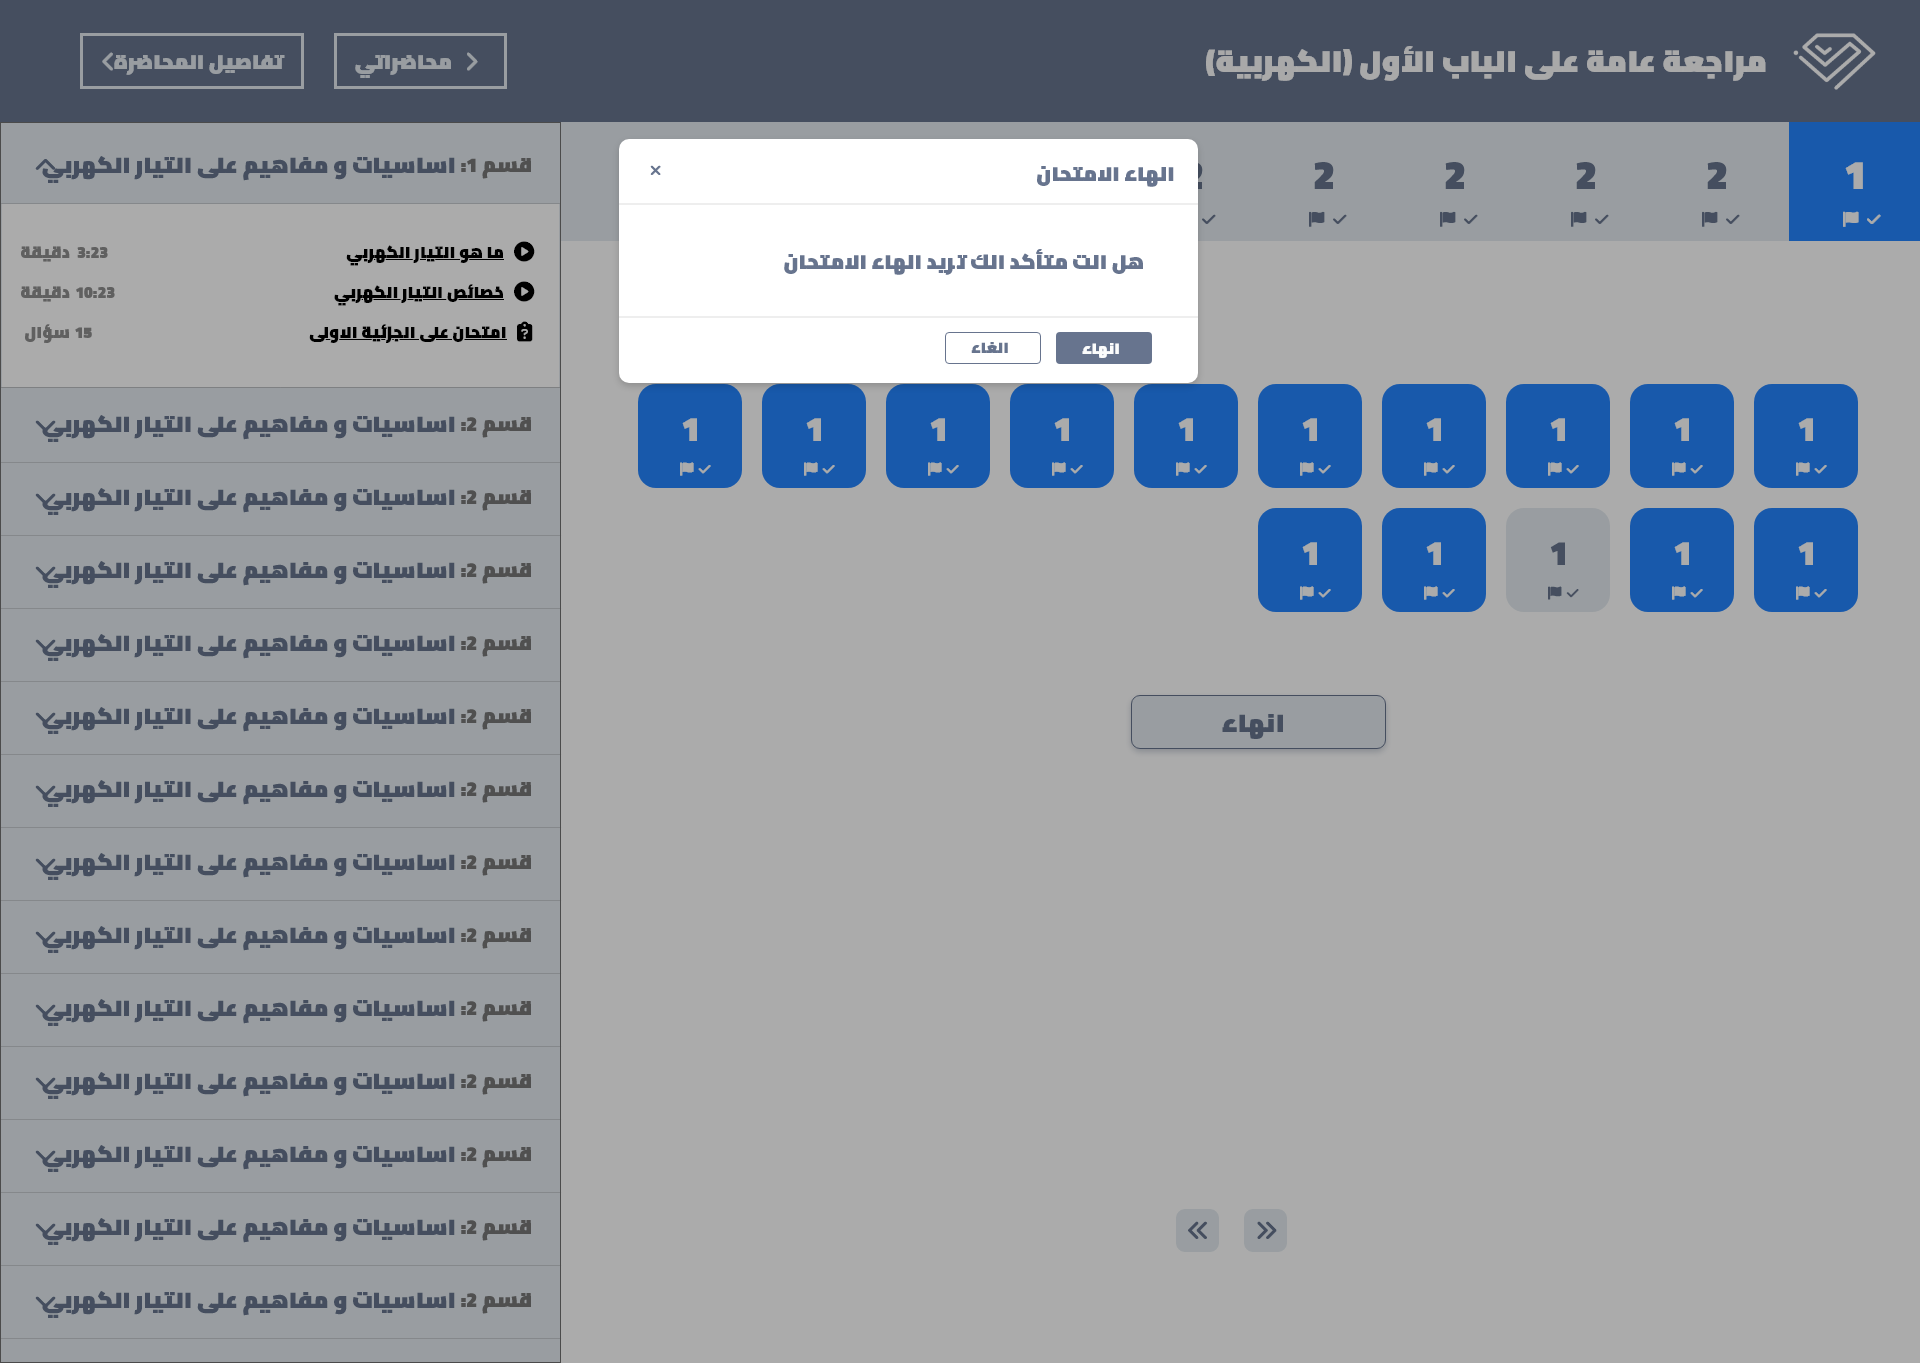 مراجعة عامة على الباب الأول (الكهربية)
محاضراتي
تفاصيل المحاضرة
1
2
2
2
2
2
انهاء الامتحان
×
هل انت متأكد انك تريد انهاء الامتحان
انهاء
الغاء
1 1 1 1 1 1 1 1 1 1
1 1 1 1 1
انهاء
قسم 1: اساسيات و مفاهيم على التيار الكهربي
ما هو التيار الكهربي 3:23 دقيقة
خصائص التيار الكهربي 10:23 دقيقة
امتحان على الجزئية الاولى 15 سؤال
قسم 2: اساسيات و مفاهيم على التيار الكهربي
قسم 2: اساسيات و مفاهيم على التيار الكهربي
قسم 2: اساسيات و مفاهيم على التيار الكهربي
قسم 2: اساسيات و مفاهيم على التيار الكهربي
قسم 2: اساسيات و مفاهيم على التيار الكهربي
قسم 2: اساسيات و مفاهيم على التيار الكهربي
قسم 2: اساسيات و مفاهيم على التيار الكهربي
قسم 2: اساسيات و مفاهيم على التيار الكهربي
قسم 2: اساسيات و مفاهيم على التيار الكهربي
قسم 2: اساسيات و مفاهيم على التيار الكهربي
قسم 2: اساسيات و مفاهيم على التيار الكهربي
قسم 2: اساسيات و مفاهيم على التيار الكهربي
قسم 2: اساسيات و مفاهيم على التيار الكهربي